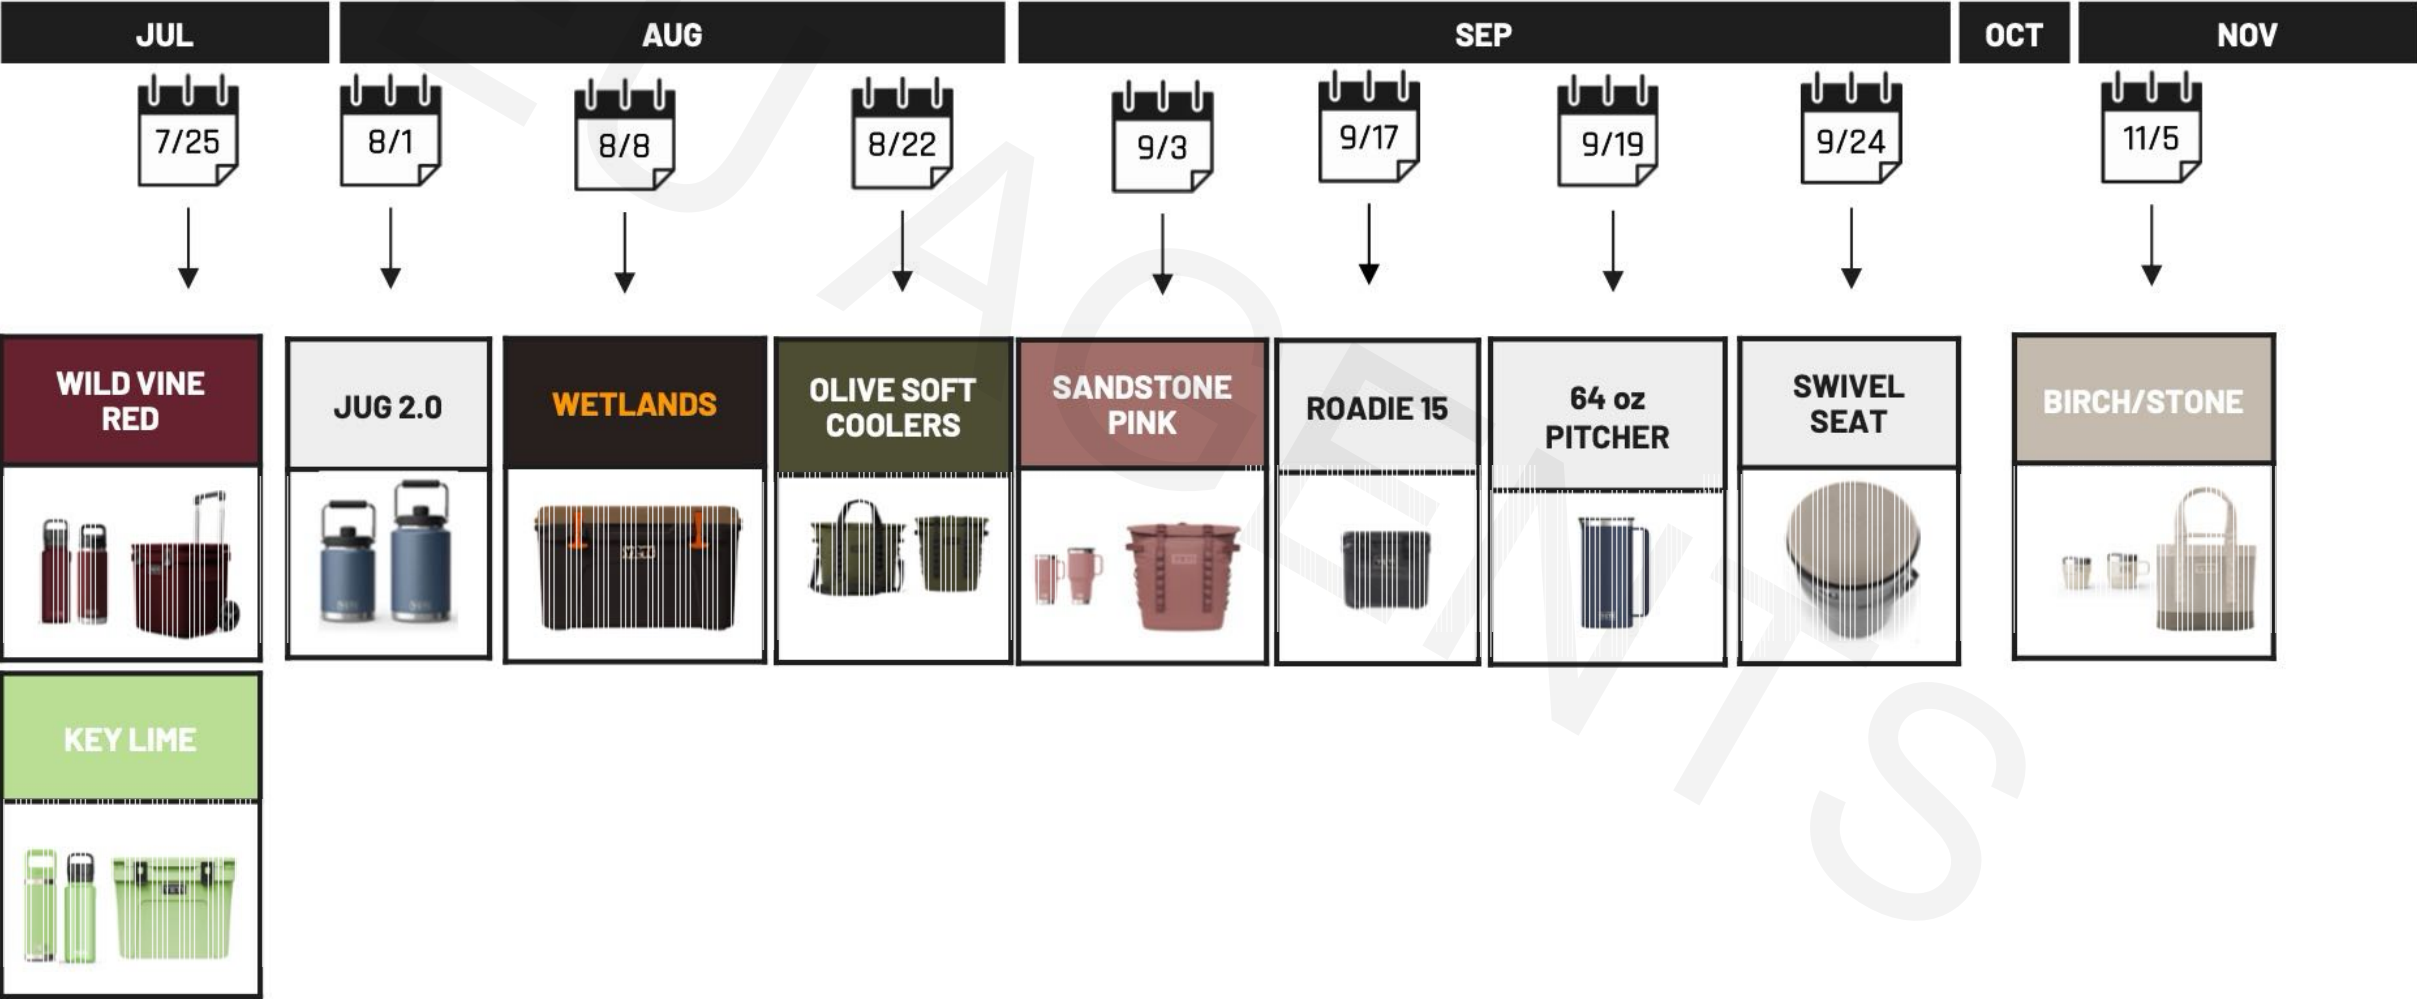 JUL
AUG
SEP
OCT
NOV
7/25
8/1
8/8
8/22
9/3
9/17
9/19
9/24
11/5
WILD VINE
RED
JUG 2.0
WETLANDS
OLIVE SOFT
COOLERS
SANDSTONE
PINK
ROADIE 15
64 oz
PITCHER
SWIVEL
SEAT
BIRCH/STONE
KEY LIME
AGENTS